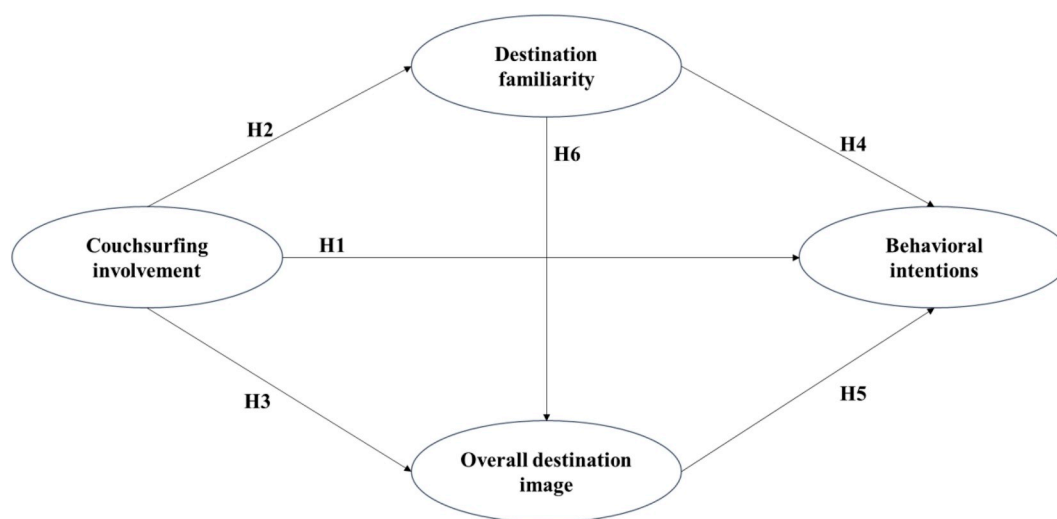 Destination
familiarity
H2
H4
H6
Couchsurfing
involvement
H1
Behavioral
intentions
H3
H5
Overall destination
image